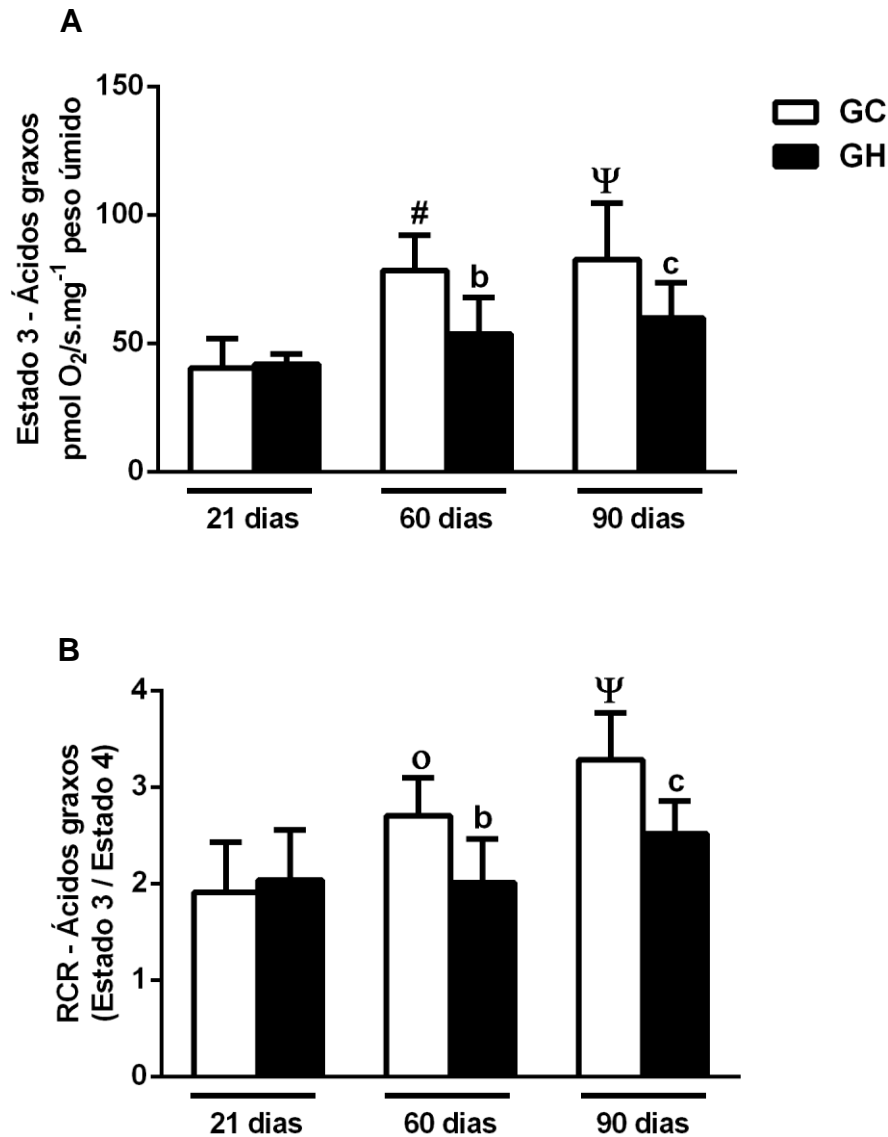 A
Estado 3 - Ácidos graxos
pmol O₂/s.mg⁻¹ peso úmido
150
100
50
0
#
b
Ψ
c
21 dias
60 dias
90 dias
GC
GH
B
RCR - Ácidos graxos
(Estado 3 / Estado 4)
4
3
2
1
0
o
b
Ψ
c
21 dias
60 dias
90 dias